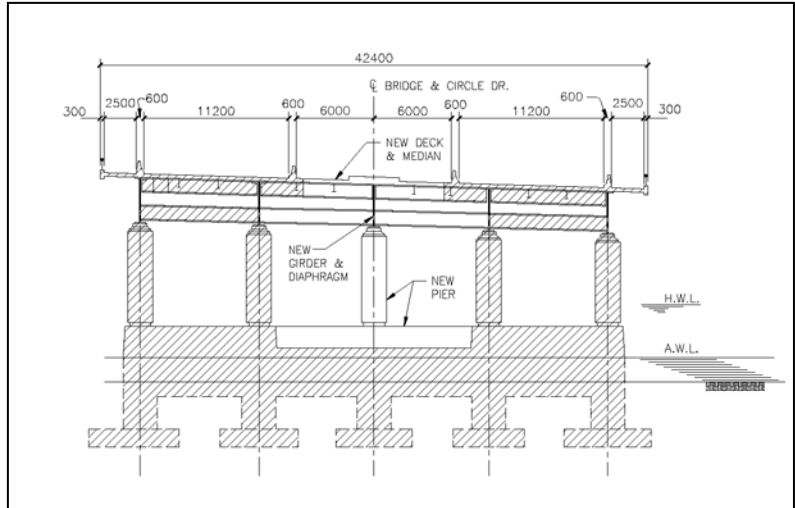 42400
℄ BRIDGE & CIRCLE DR.
300 2500 600 11200 600 6000 6000 600 11200 600 2500 300
NEW DECK
& MEDIAN
NEW
GIRDER &
DIAPHRAGM
NEW
PIER
H.W.L.
A.W.L.